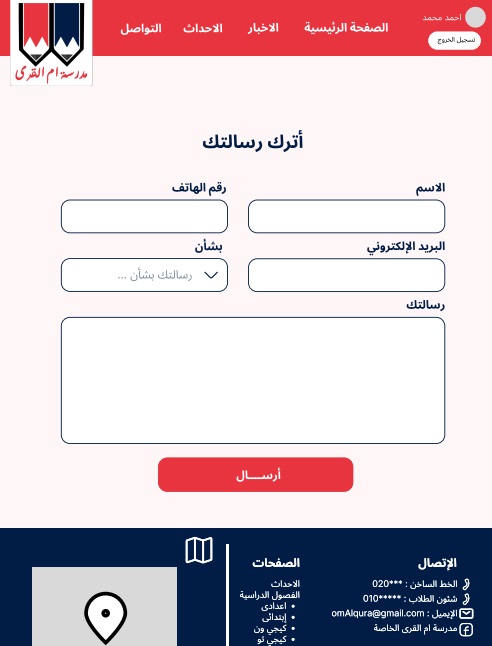 احمد محمد
تسجيل الخروج
الصفحة الرئيسية
الاخبار
الاحداث
التواصل
مدرسة ام القرى
أترك رسالتك
الاسم
رقم الهاتف
البريد الإلكتروني
بشأن
رسالتك بشأن ...
رسالتك
أرســـال
الإتصال
الخط الساخن : ***020
شئون الطلاب : *****010
الإيميل : omAlqura@gmail.com
مدرسة ام القرى الخاصة
الصفحات
الاحداث
الفصول الدراسية
• اعدادى
• إبتدائى
• كيجي ون
• كيجي تو